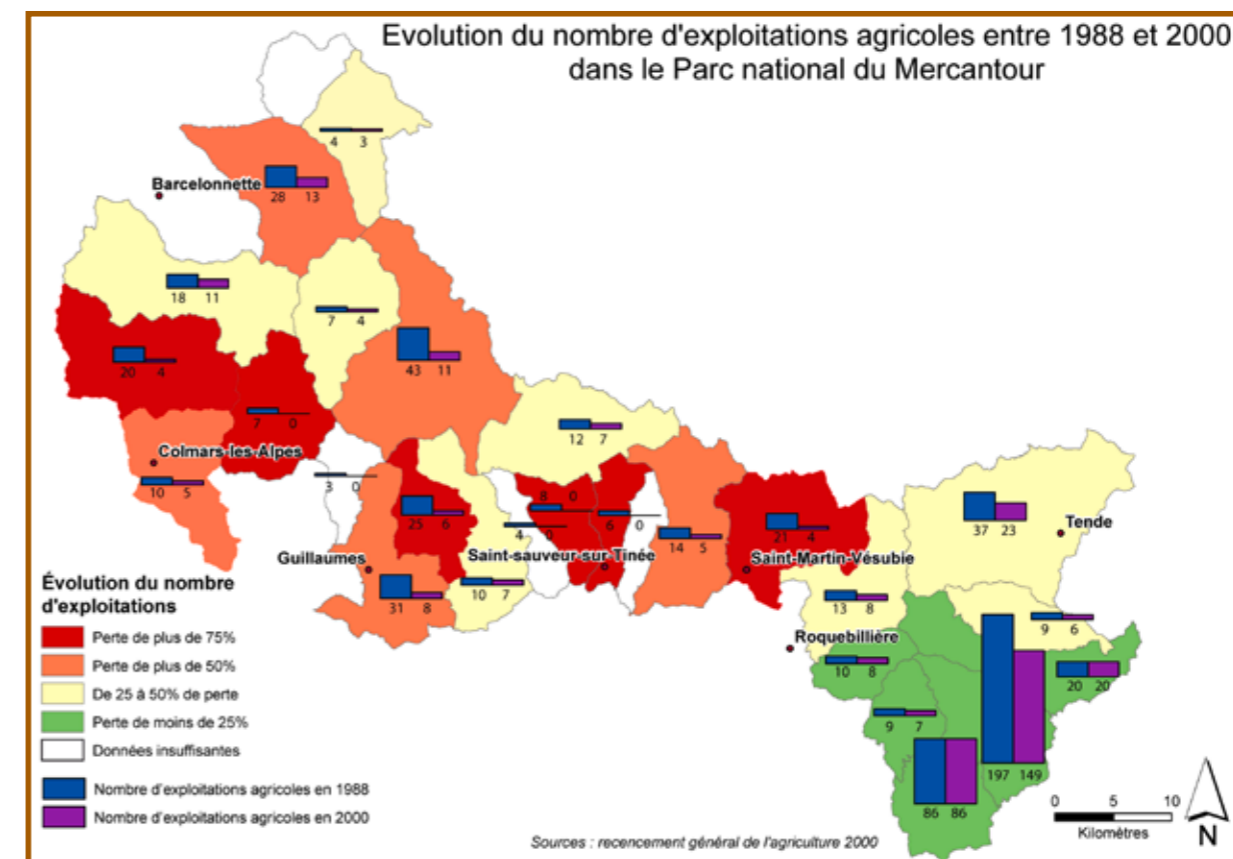 Evolution du nombre d'exploitations agricoles entre 1988 et 2000
dans le Parc national du Mercantour
4 3
Barcelonnette
28 13
18 11
7 4
20 4
43 11
7 0
12 7
Colmars-les-Alpes
10 5
3 0
25 6
8 0
4 0
6 0
14 5
21 4
37 23
Tende
Guillaumes
Saint-sauveur-sur-Tinée
Saint-Martin-Vésubie
31 8
10 7
13 8
9 6
Roquebillière
10 8
20 20
9 7
197 149
86 86
Évolution du nombre
d'exploitations
Perte de plus de 75%
Perte de plus de 50%
De 25 à 50% de perte
Perte de moins de 25%
Données insuffisantes
Nombre d'exploitations agricoles en 1988
Nombre d'exploitations agricoles en 2000
Sources : recencement général de l'agriculture 2000
0 5 10
Kilomètres
N